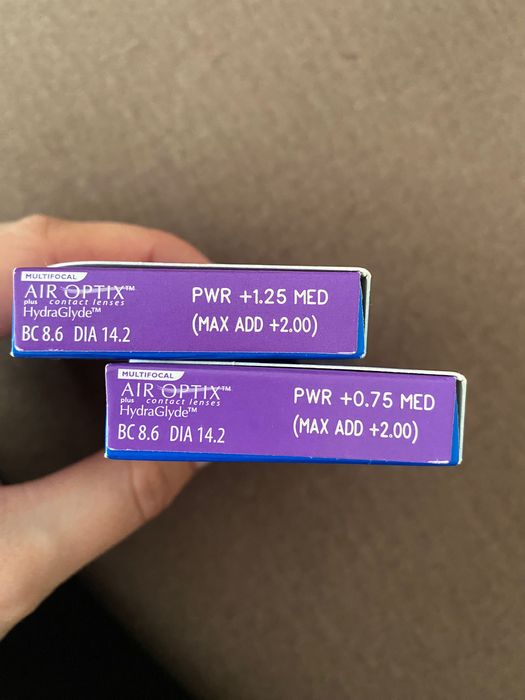 MULTIFOCAL
AIR OPTIX™
plus contact lenses
HydraGlyde™
BC 8.6 DIA 14.2
PWR +1.25 MED
(MAX ADD +2.00)
MULTIFOCAL
AIR OPTIX™
plus contact lenses
HydraGlyde™
BC 8.6 DIA 14.2
PWR +0.75 MED
(MAX ADD +2.00)